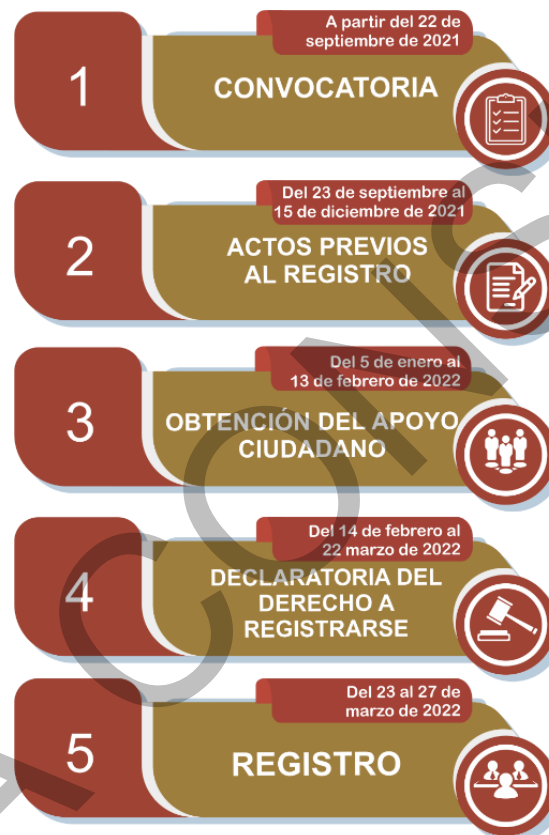 A partir del 22 de
septiembre de 2021
1
CONVOCATORIA
Del 23 de septiembre al
15 de diciembre de 2021
2
ACTOS PREVIOS
AL REGISTRO
Del 5 de enero al
13 de febrero de 2022
3
OBTENCIÓN DEL APOYO
CIUDADANO
Del 14 de febrero al
22 marzo de 2022
4
DECLARATORIA DEL
DERECHO A
REGISTRARSE
Del 23 al 27 de
marzo de 2022
5
REGISTRO